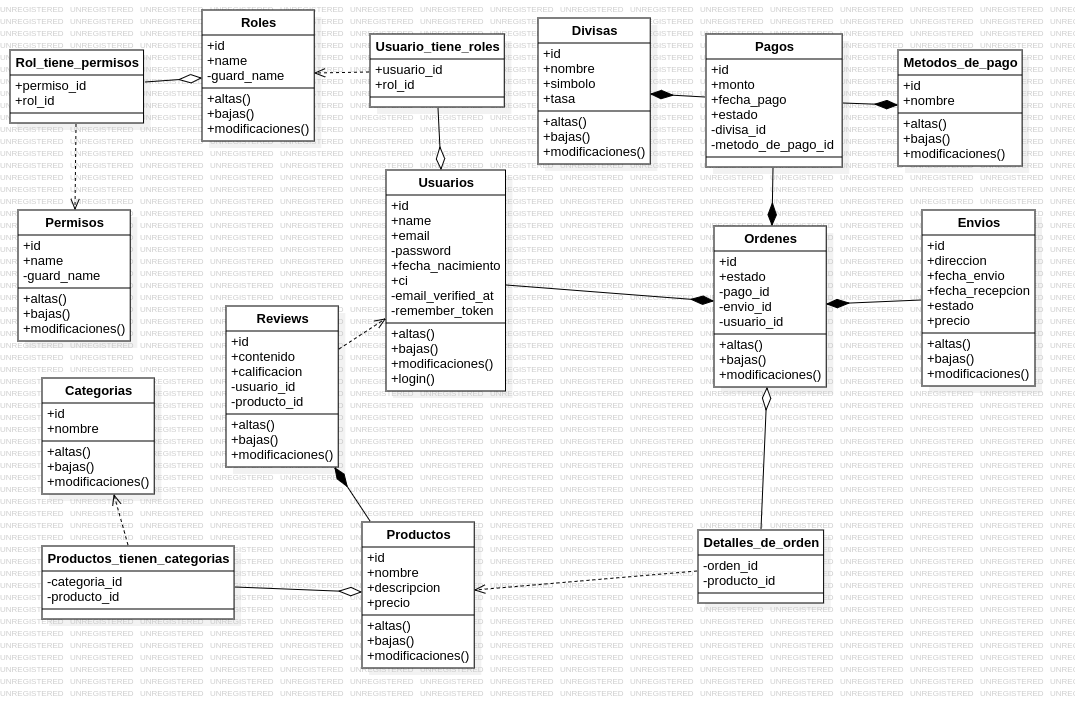 Roles
+id
+name
-guard_name
+altas()
+bajas()
+modificaciones()
Rol_tiene_permisos
+permiso_id
+rol_id
Usuario_tiene_roles
+usuario_id
+rol_id
Divisas
+id
+nombre
+simbolo
+tasa
+altas()
+bajas()
+modificaciones()
Pagos
+id
+monto
+fecha_pago
+estado
-divisa_id
-metodo_de_pago_id
Metodos_de_pago
+id
+nombre
+altas()
+bajas()
+modificaciones()
Permisos
+id
+name
-guard_name
+altas()
+bajas()
+modificaciones()
Usuarios
+id
+name
+email
-password
+fecha_nacimiento
+ci
-email_verified_at
-remember_token
+altas()
+bajas()
+modificaciones()
+login()
Ordenes
+id
+estado
-pago_id
-envio_id
-usuario_id
+altas()
+bajas()
+modificaciones()
Envios
+id
+direccion
+fecha_envio
+fecha_recepcion
+estado
+precio
+altas()
+bajas()
+modificaciones()
Reviews
+id
+contenido
+calificacion
-usuario_id
-producto_id
+altas()
+bajas()
+modificaciones()
Categorias
+id
+nombre
+altas()
+bajas()
+modificaciones()
Productos_tienen_categorias
-categoria_id
-producto_id
Productos
+id
+nombre
+descripcion
+precio
+altas()
+bajas()
+modificaciones()
Detalles_de_orden
-orden_id
-producto_id
UNREGISTERED